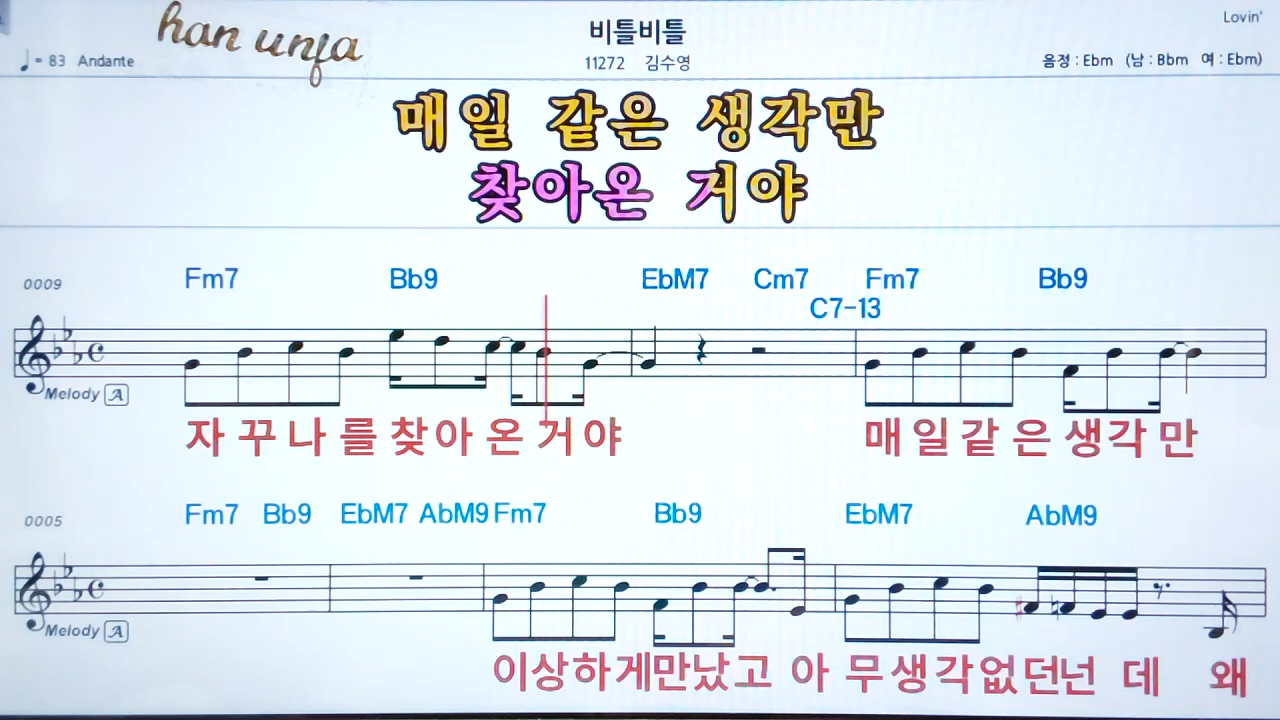 han unja
비틀비틀
Lovin'
♩= 83 Andante
11272 김수영
음정 : Ebm (남 : Bbm 여 : Ebm)
매일 같은 생각만
찾아온 거야
0009 Fm7 Bb9 EbM7 Cm7 Fm7 Bb9
C7-13
Melody A
자 꾸 나 를 찾 아 온 거 야 매 일 같 은 생 각 만
0005 Fm7 Bb9 EbM7 AbM9 Fm7 Bb9 EbM7 AbM9
Melody A
이 상 하 게 만 났 고 아 무 생 각 없 던 넌 데 왜